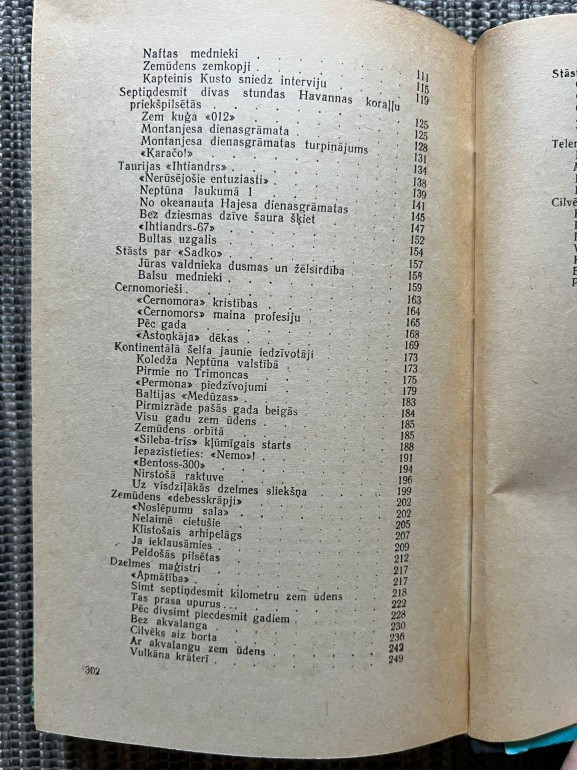 Naftas mednieki . . . . . . 111
Zemūdens zemkopji . . . . . . 115
Kapteinis Kusto sniedz interviju . . . . 119
Septiņdesmit divas stundas Havannas koraļļu
priekšpilsētās . . . . . . 125
Zem kuģa «012» . . . . . . 125
Montanjesa dienasgrāmata . . . . . 128
Montanjesa dienasgrāmatas turpinājums . . . 131
«Karačo!» . . . . . . 134
Taurijas «Ihtiandrs» . . . . . . 138
«Nerūsējošie entuziasti» . . . . . 139
Neptūna laukumā 1 . . . . . 141
No okeanauta Hajesa dienasgrāmatas . . . 145
Bez dziesmas dzīve šaura šķiet . . . . 147
«Ihtiandrs-67» . . . . . . 152
Bultas uzgalis . . . . . . 154
Stāsts par «Sadko» . . . . . . 157
Jūras valdnieka dusmas un žēlsirdība . . . 158
Balsu mednieki . . . . . . 159
Cernomorieši . . . . . . 163
«Cernomora» kristības . . . . . 164
«Cernomors» maina profesiju . . . . 165
Pēc gada . . . . . . 168
«Astoņkāja» dēkas . . . . . 169
Kontinentālā šelfa jaunie iedzīvotāji . . . . 173
Koledža Neptūna valstībā . . . . . 173
Pirmie no Trimoncas . . . . . 175
«Permona» piedzīvojumi . . . . . 179
Baltijas «Medūzas» . . . . . 183
Pirmizrāde pašās gada beigās . . . . 184
Visu gadu zem ūdens . . . . . 185
Zemūdens orbītā . . . . . . 185
«Sileba-trīs» kļūmīgais starts . . . . 188
Iepazīstieties: «Nemo»! . . . . . 191
«Bentoss-300» . . . . . . 194
Nirstošā raktuve . . . . . . 196
Uz visdziļākās dzelmes sliekšņa . . . . 199
Zemūdens «debesskrāpji» . . . . . 202
«Noslēpumu sala» . . . . . . 202
Nelaimē cietušie . . . . . . 205
Klīstošais arhipelāgs . . . . . 207
Ja ieklausāmies . . . . . . 209
Peldošās pilsētas . . . . . . 212
Dzelmes maģistri . . . . . . 217
«Apmātība» . . . . . . 217
Simt septiņdesmit kilometru zem ūdens . . . 218
Tas prasa upurus... . . . . . 222
Pēc divsimt piecdesmit gadiem . . . . 228
Bez akvalanga . . . . . . 230
Cilvēks aiz borta . . . . . 236
Ar akvalangu zem ūdens . . . . . 242
Vulkāna krāterī . . . . . . 249
302